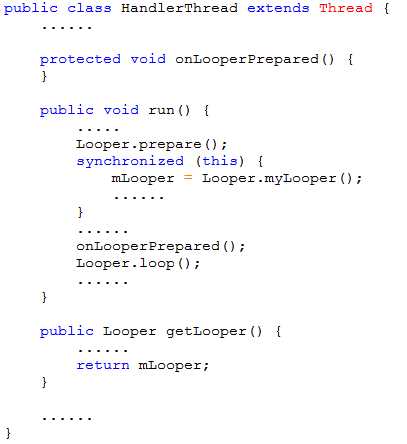 public class HandlerThread extends Thread {
    ......

    protected void onLooperPrepared() {
    }

    public void run() {
        .....
        Looper.prepare();
        synchronized (this) {
            mLooper = Looper.myLooper();
            ......
        }
        ......
        onLooperPrepared();
        Looper.loop();
        ......
    }

    public Looper getLooper() {
        ......
        return mLooper;
    }

    ......
}